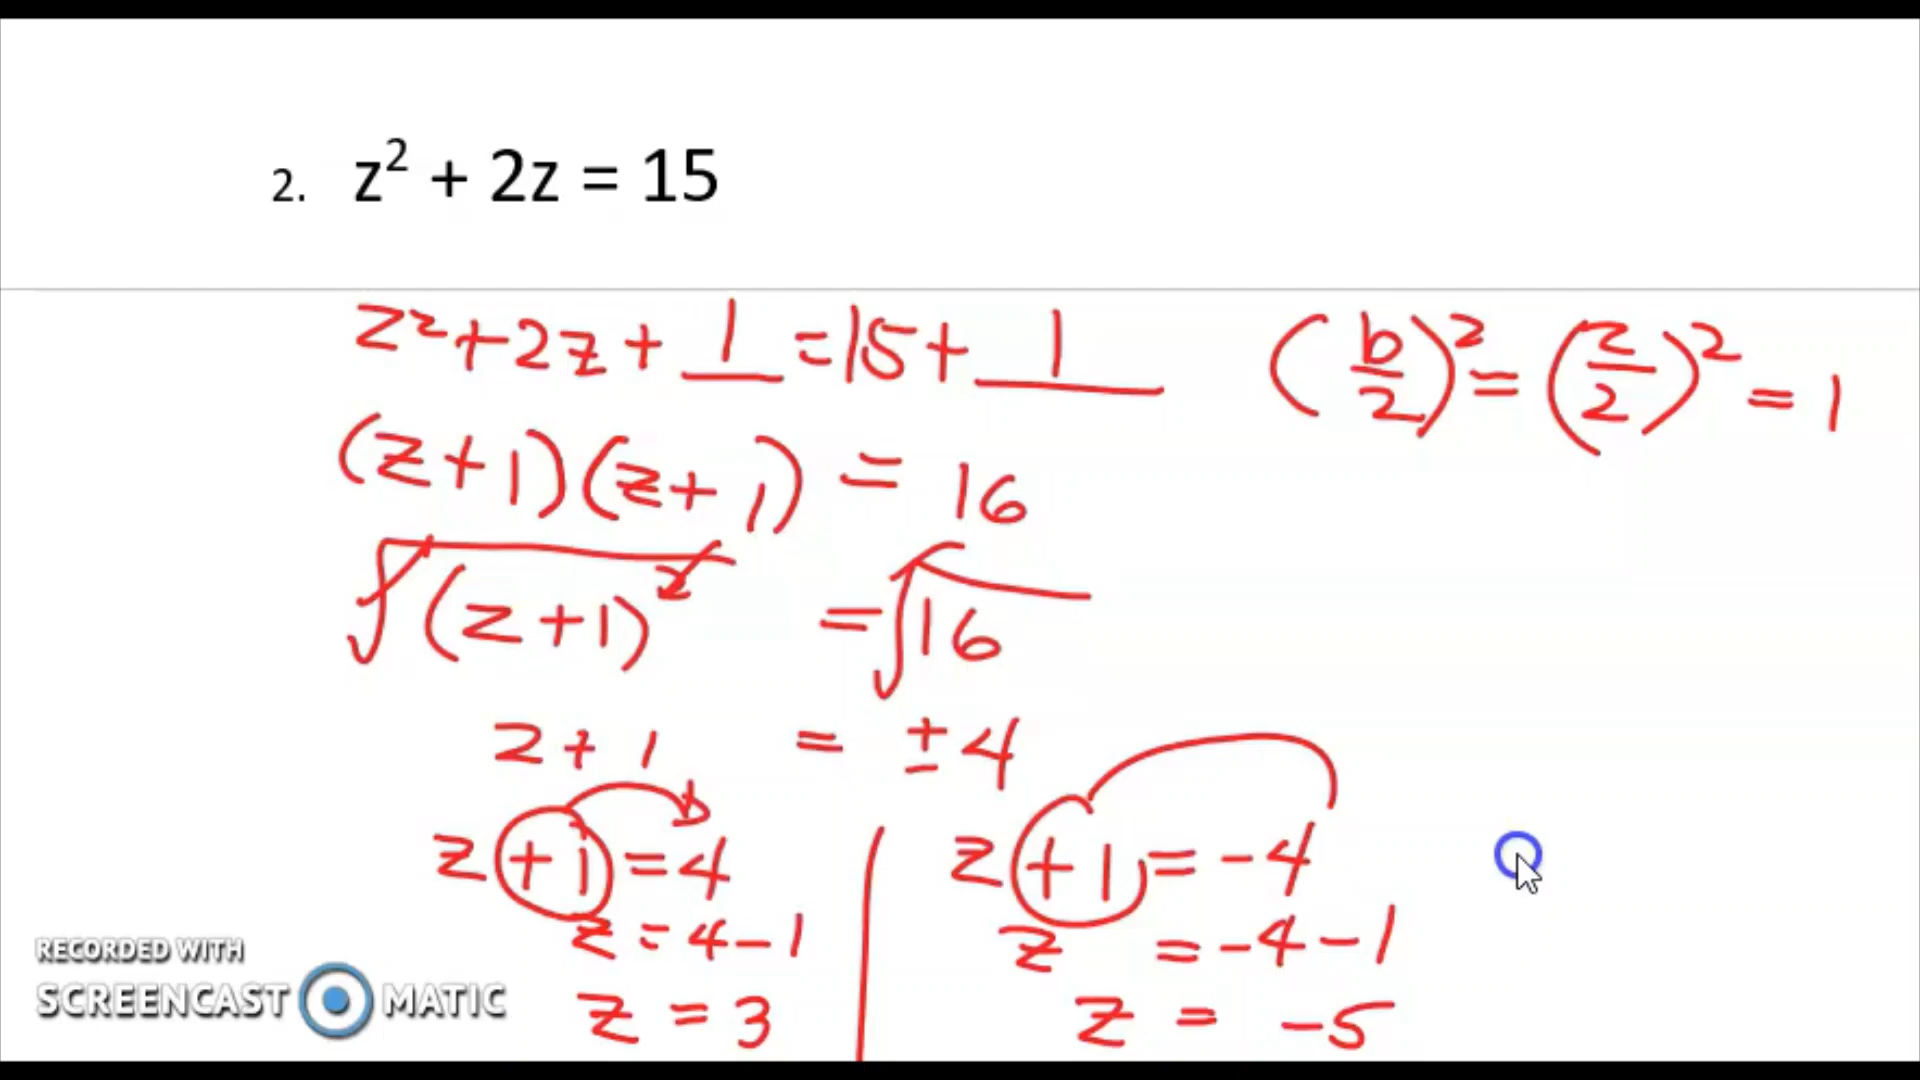 2. z² + 2z = 15
z² + 2z + 1 = 15 + 1 (b/2)² = (2/2)² = 1
(z + 1)(z + 1) = 16
√(z + 1)² = √16
z + 1 = ± 4
z + 1 = 4 z + 1 = -4
z = 4 - 1 z = -4 - 1
z = 3 z = -5
RECORDED WITH
SCREENCAST MATIC